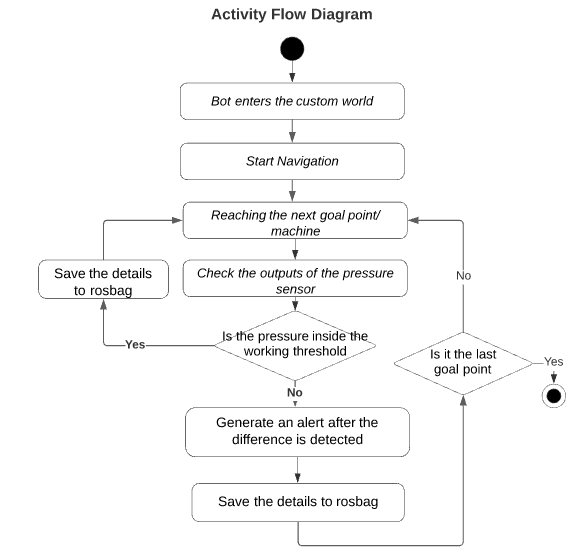 Activity Flow Diagram
Bot enters the custom world
Start Navigation
Reaching the next goal point/
machine
Save the details
to rosbag
Check the outputs of the pressure
sensor
No
Is the pressure inside the
working threshold
Yes
Is it the last
goal point
Yes
No
Generate an alert after the
difference is detected
Save the details to rosbag